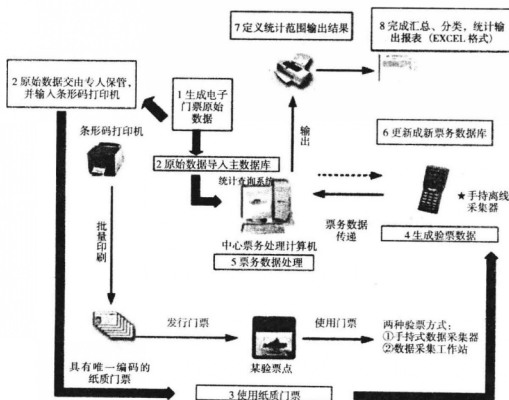 7 定义统计范围输出结果
8 完成汇总、分类，统计输
出报表（EXCEL 格式）
2 原始数据交由专人保管，
并输入条形码打印机
1 生成电子
门票原始
数据
条形码打印机
输出
6 更新成新票务数据库
2 原始数据导入主数据库
统计查询系统
★手持离线
采集器
批量印刷
票务数据
传递
中心票务处理计算机
4 生成验票数据
5 票务数据处理
发行门票
使用门票
两种验票方式：
①手持式数据采集器
②数据采集工作站
具有唯一编码的
纸质门票
某验票点
3 使用纸质门票